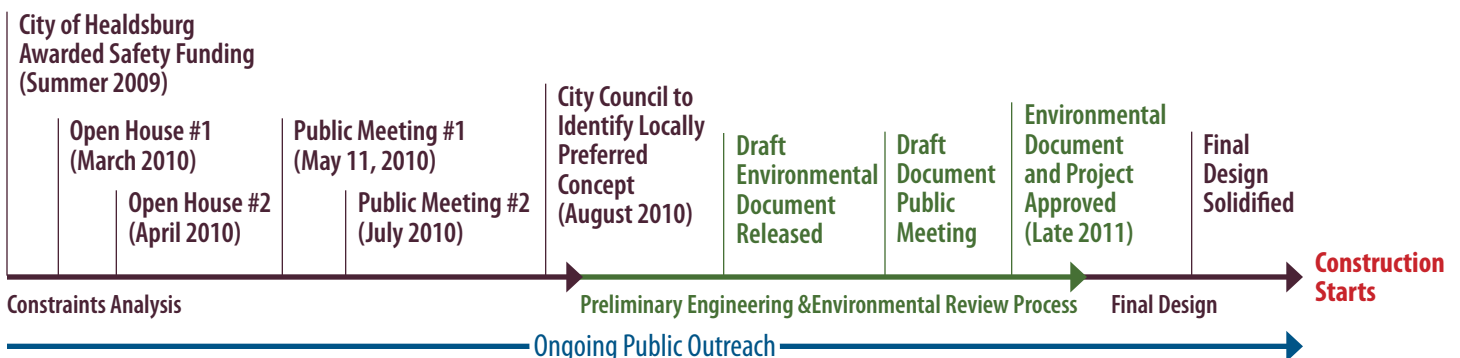 City of Healdsburg
Awarded Safety Funding
(Summer 2009)
Open House #1
(March 2010)
Open House #2
(April 2010)
Public Meeting #1
(May 11, 2010)
Public Meeting #2
(July 2010)
City Council to
Identify Locally
Preferred
Concept
(August 2010)
Draft
Environmental
Document
Released
Draft
Document
Public
Meeting
Environmental
Document
and Project
Approved
(Late 2011)
Final
Design
Solidified
Construction
Starts
Constraints Analysis
Preliminary Engineering &Environmental Review Process
Final Design
Ongoing Public Outreach